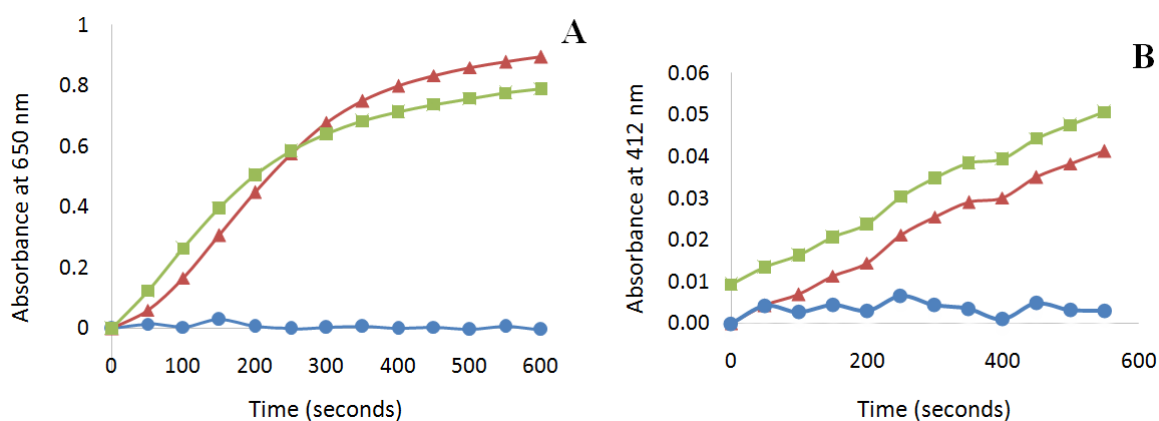 A
Absorbance at 650 nm
1
0.8
0.6
0.4
0.2
0
0 100 200 300 400 500 600
Time (seconds)
B
Absorbance at 412 nm
0.06
0.05
0.04
0.03
0.02
0.01
0.00
0 200 400 600
Time (seconds)